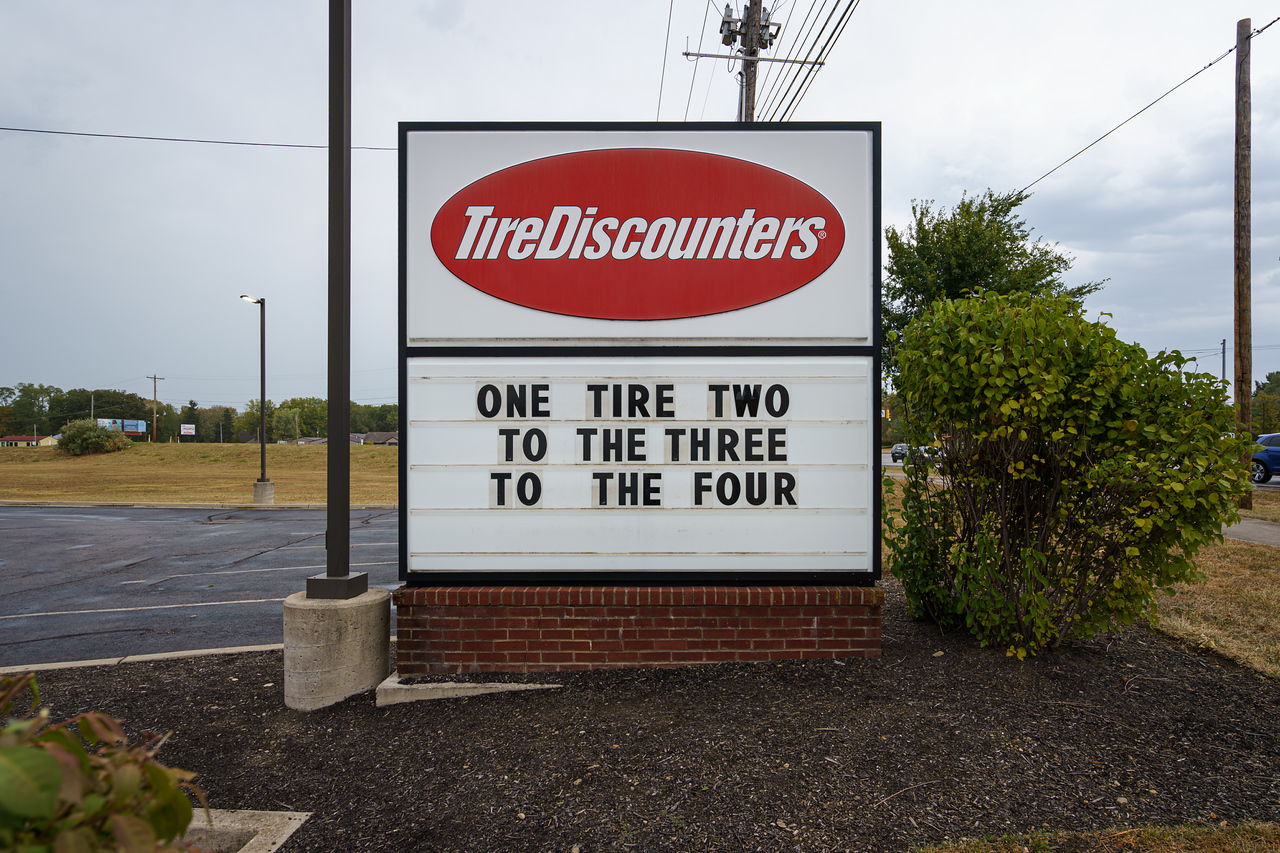 TireDiscounters®
ONE TIRE TWO
TO THE THREE
TO THE FOUR